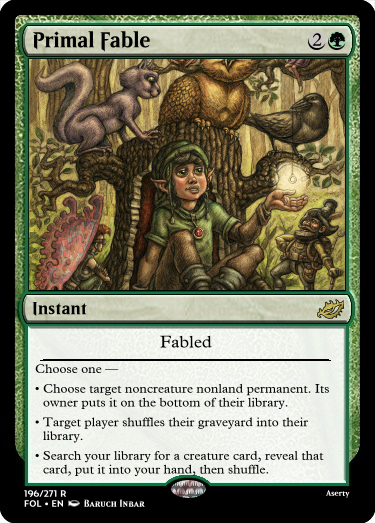 Primal Fable 2
Instant
Fabled
Choose one —
• Choose target noncreature nonland permanent. Its
owner puts it on the bottom of their library.
• Target player shuffles their graveyard into their
library.
• Search your library for a creature card, reveal that
card, put it into your hand, then shuffle.
196/271 R
FOL • EN Baruch Inbar
Aserty